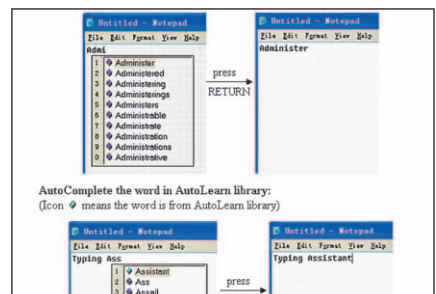 Untitled - Notepad
File Edit Format View Help
Admi
1 Administer
2 Administered
3 Administering
4 Administerings
5 Administers
6 Administrable
7 Administrate
8 Administration
9 Administrations
0 Administrative
press
RETURN
Untitled - Notepad
File Edit Format View Help
Administer
AutoComplete the word in AutoLearn library:
(Icon means the word is from AutoLearn library)
Untitled - Notepad
File Edit Format View Help
Typing Ass
1 Assistant
2 Ass
3 Assail
press
Untitled - Notepad
File Edit Format View Help
Typing Assistant